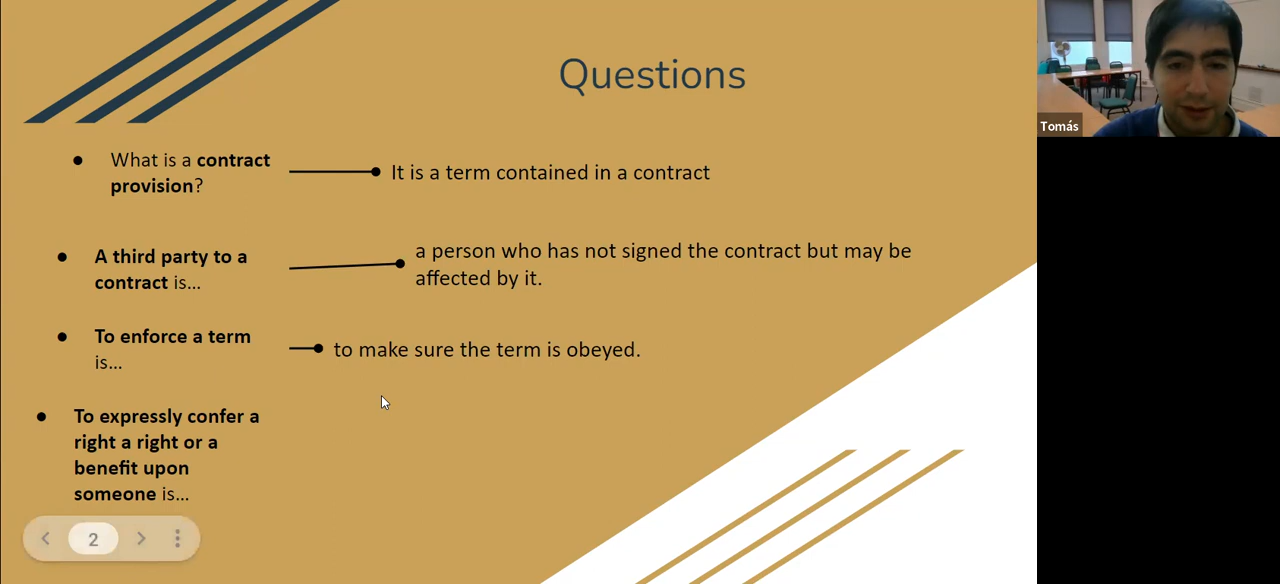 Questions
Tomás
What is a contract
provision?
It is a term contained in a contract
A third party to a
contract is...
a person who has not signed the contract but may be
affected by it.
To enforce a term
is...
to make sure the term is obeyed.
To expressly confer a
right a right or a
benefit upon
someone is...
2